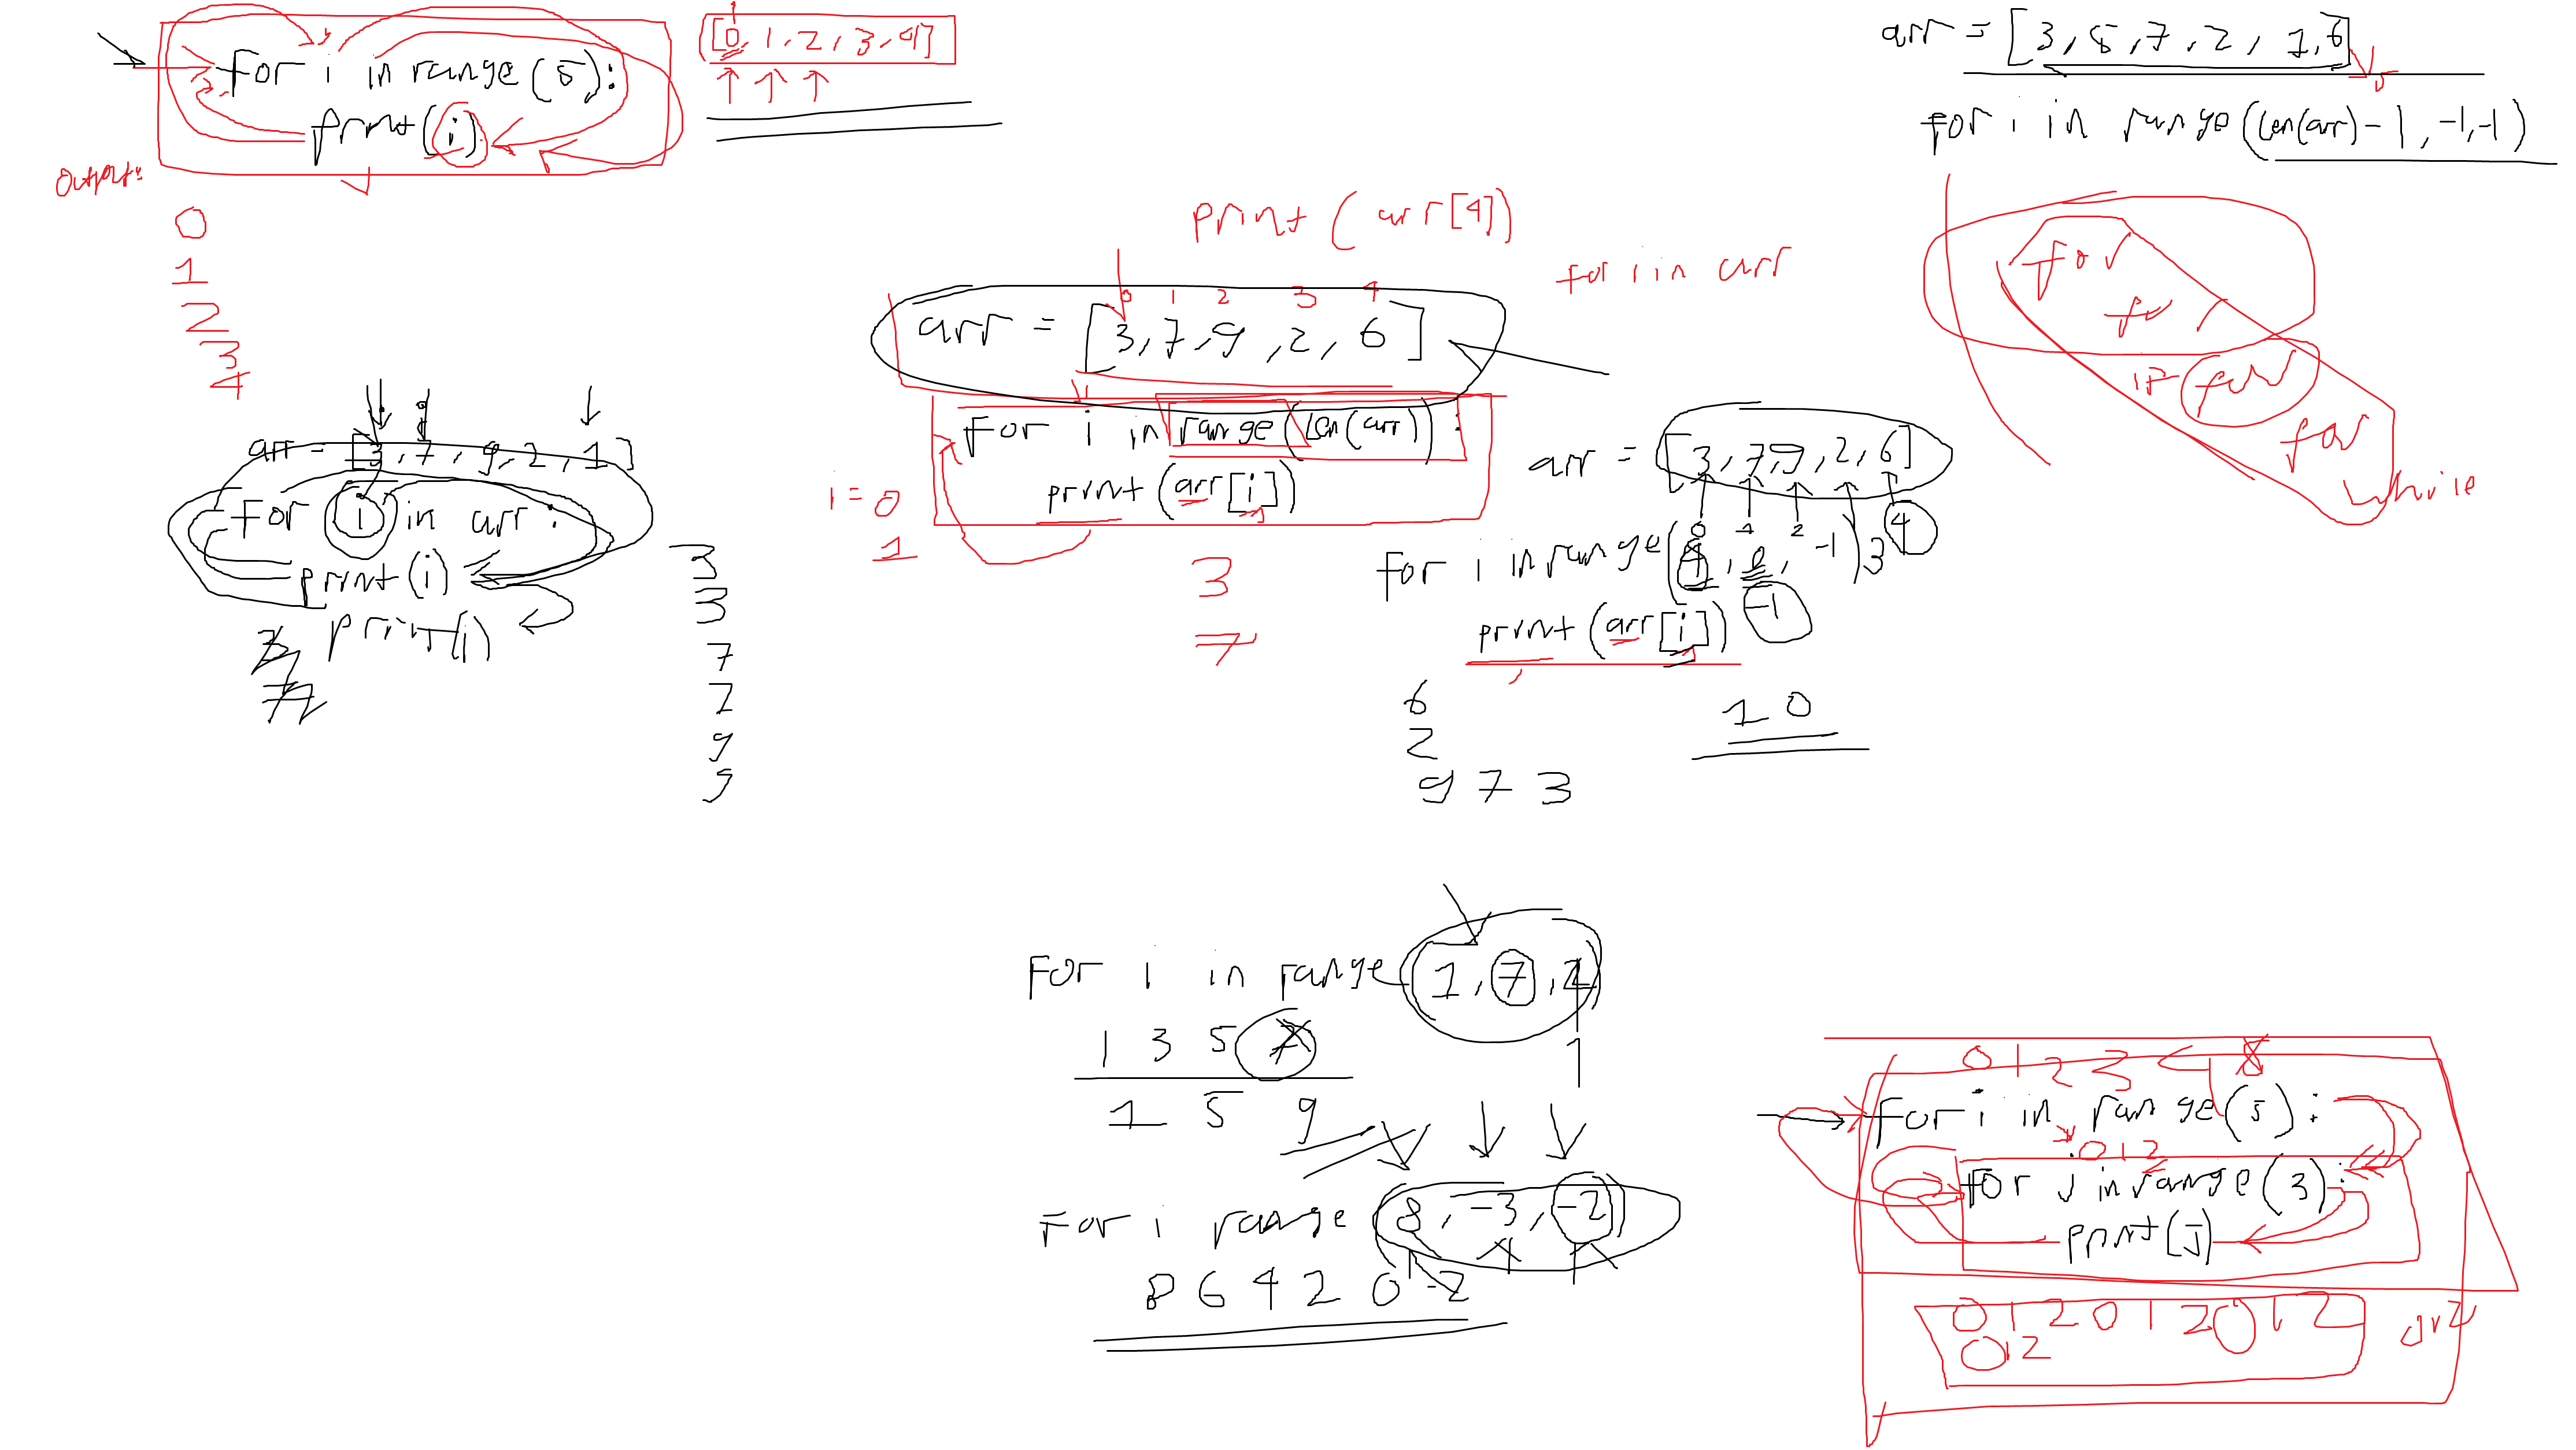 for i in range(5):
print(i)
[0, 1, 2, 3, 4]
Output:
0
1
2
3
4
arr = [3, 5, 7, 2, 1, 6]
for i in range(len(arr)-1, -1, -1)
for
for
if for
for
while
print(arr[4])
for i in arr
0 1 2 3 4
arr = [3, 7, 9, 2, 6]
for i in range(len(arr)):
print(arr[i])
i = 0
1
3
7
arr = [3, 7, 9, 2, 1]
for i in arr:
print(i)
print(i)
3
3
7
7
9
9
arr = [3, 7, 9, 2, 6]
0 1 2 3 4
for i in range(4, 0, -1)
-1
print(arr[i])
6
2
9 7 3
1 0
for i in range 1, 7, 2
1
1 3 5 7
1 5 9
for i range 8, -3, -2)
8 6 4 2 0 -2
0 1 2 3 4 5
for i in range(5):
0 1 2
for j in range(3):
print(j)
0 1 2 0 1 2 0 1 2
0 1 2